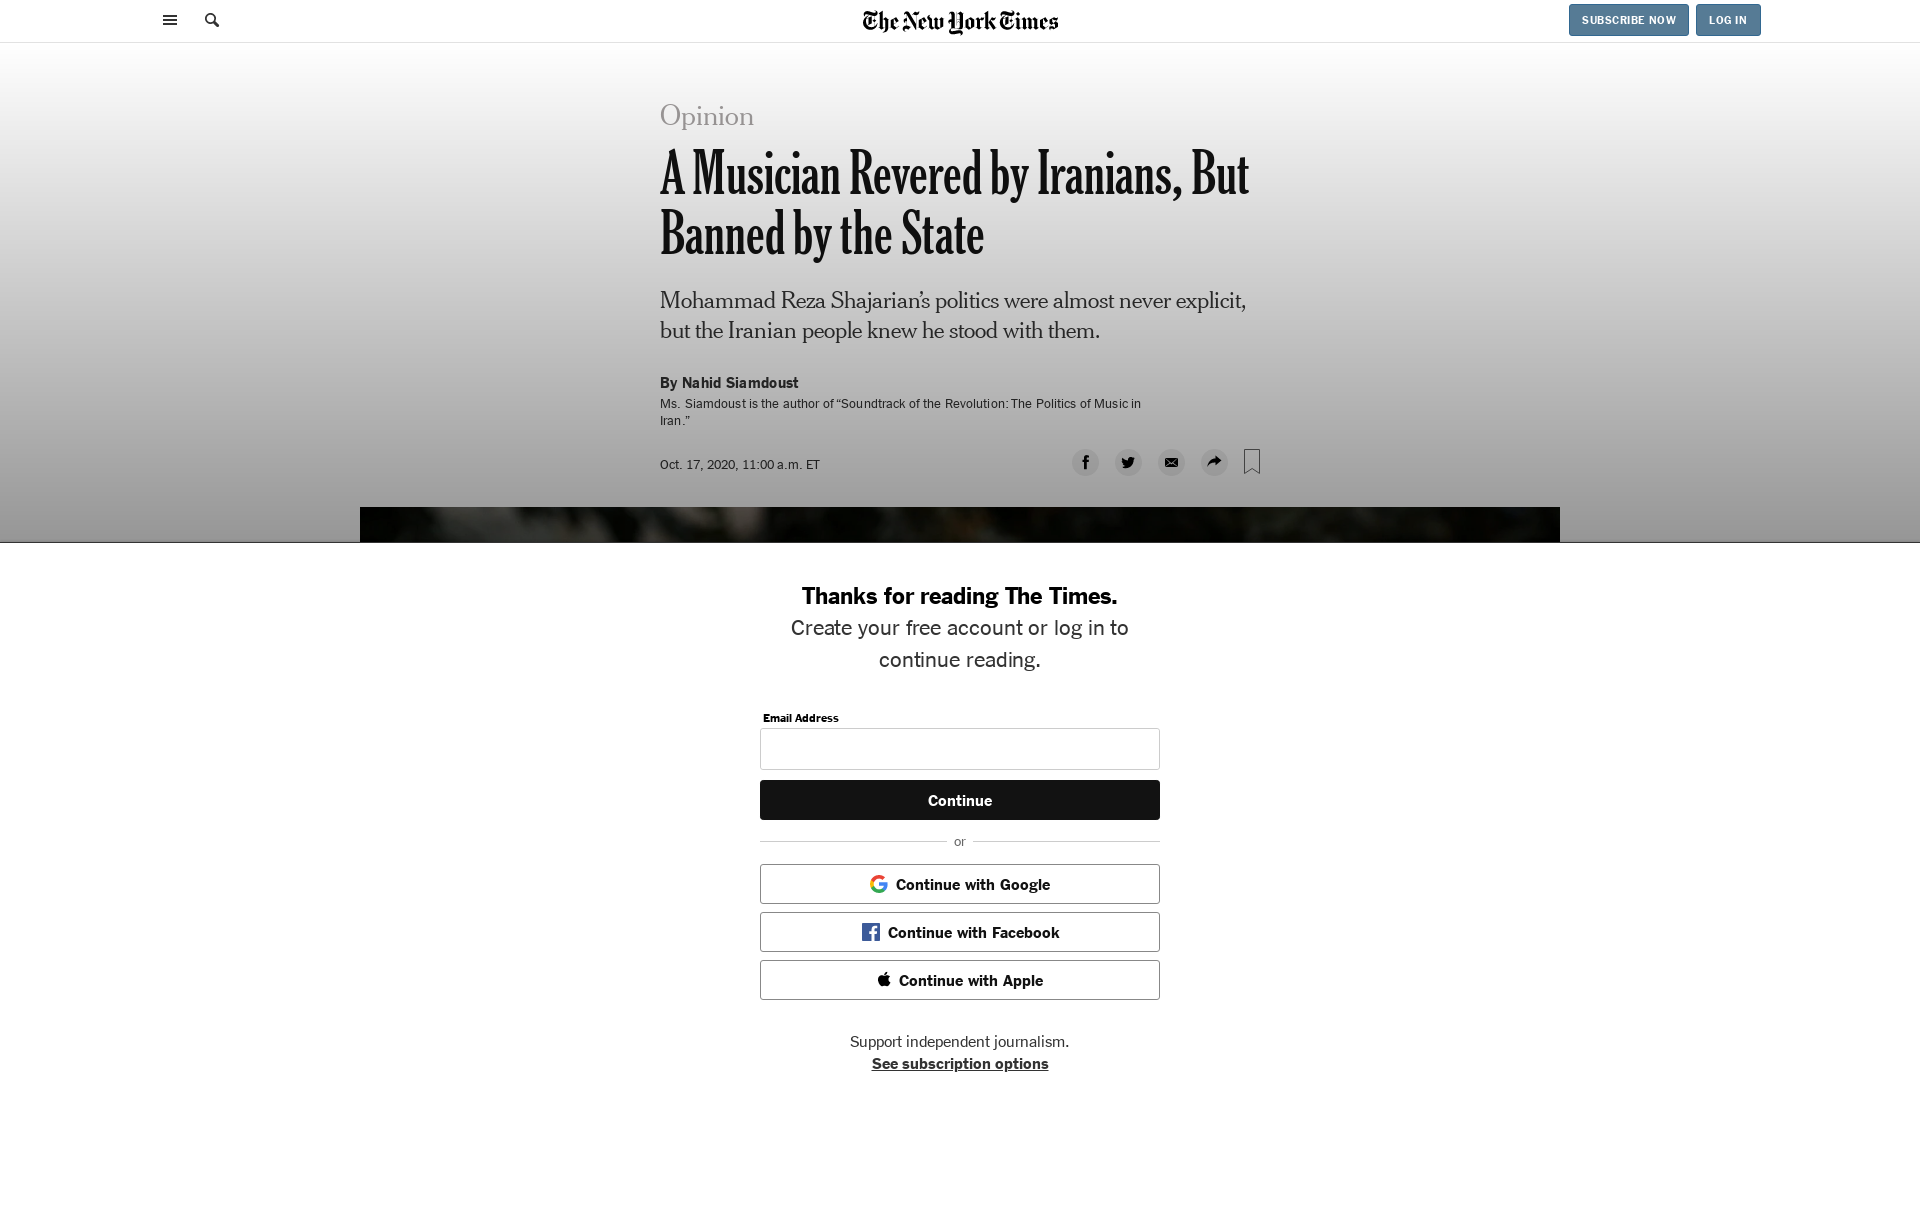 The New York Times
SUBSCRIBE NOW
LOG IN
Opinion
A Musician Revered by Iranians, But
Banned by the State
Mohammad Reza Shajarian’s politics were almost never explicit,
but the Iranian people knew he stood with them.
By Nahid Siamdoust
Ms. Siamdoust is the author of “Soundtrack of the Revolution: The Politics of Music in
Iran.”
Oct. 17, 2020, 11:00 a.m. ET
Thanks for reading The Times.
Create your free account or log in to
continue reading.
Email Address
Continue
or
Continue with Google
Continue with Facebook
Continue with Apple
Support independent journalism.
See subscription options